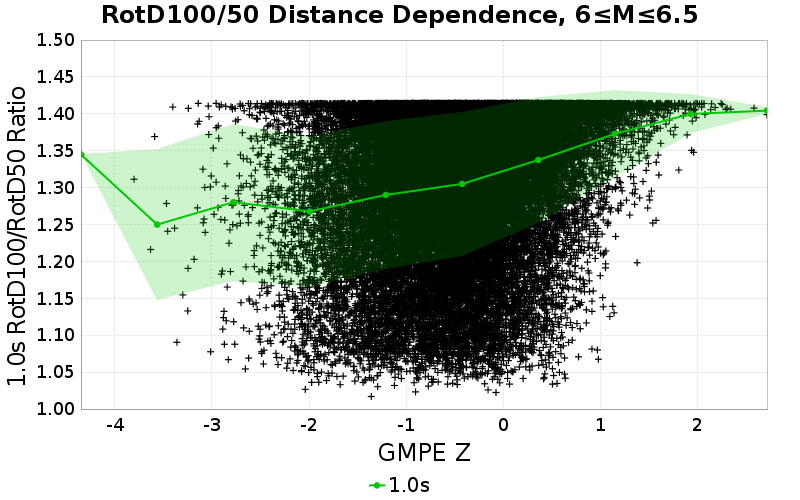 RotD100/50 Distance Dependence, 6≤M≤6.5
1.0s RotD100/RotD50 Ratio
1.50
1.45
1.40
1.35
1.30
1.25
1.20
1.15
1.10
1.05
1.00
-4 -3 -2 -1 0 1 2
GMPE Z
1.0s